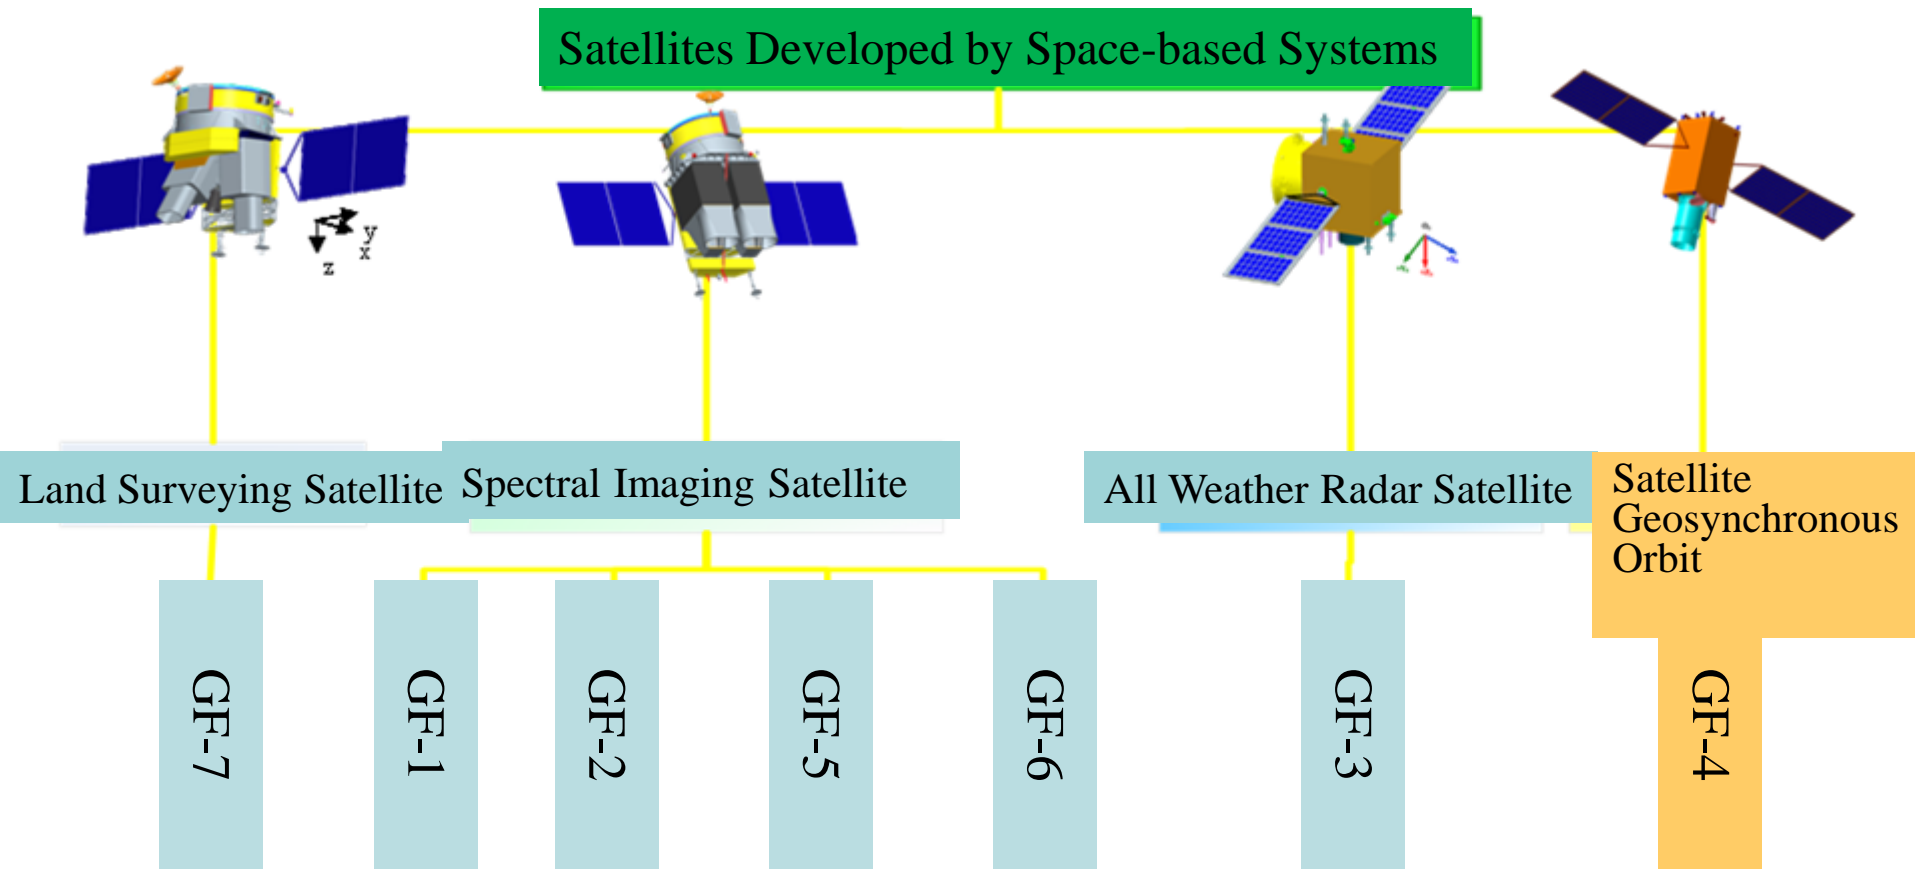 Satellites Developed by Space-based Systems
y
x
z
Land Surveying Satellite
Spectral Imaging Satellite
All Weather Radar Satellite
Satellite
Geosynchronous
Orbit
GF-7
GF-1
GF-2
GF-5
GF-6
GF-3
GF-4